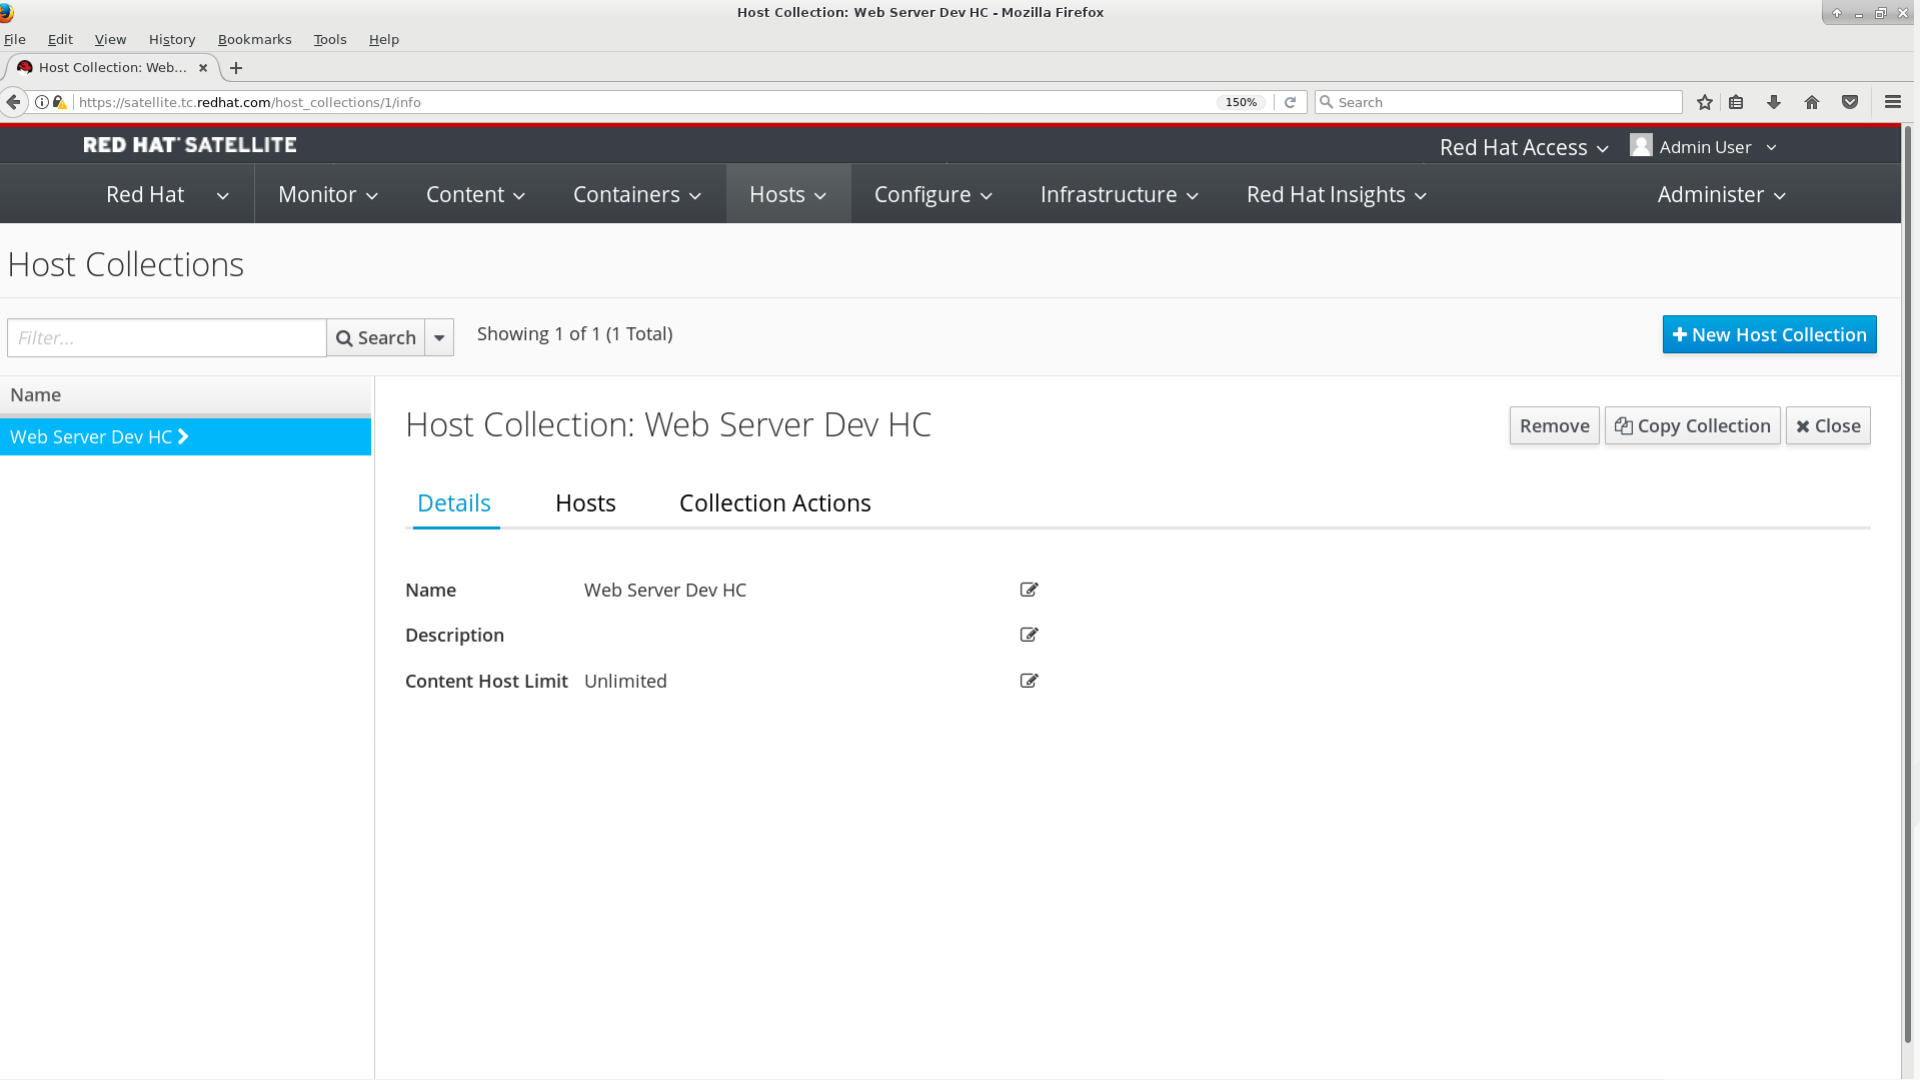 Host Collection: Web Server Dev HC - Mozilla Firefox
File Edit View History Bookmarks Tools Help
Host Collection: Web...
https://satellite.tc.redhat.com/host_collections/1/info 150% Search
RED HAT SATELLITE Red Hat Access Admin User
Red Hat Monitor Content Containers Hosts Configure Infrastructure Red Hat Insights Administer
Host Collections
Filter... Search Showing 1 of 1 (1 Total) New Host Collection
Name
Web Server Dev HC
Host Collection: Web Server Dev HC Remove Copy Collection Close
Details Hosts Collection Actions
Name Web Server Dev HC
Description
Content Host Limit Unlimited